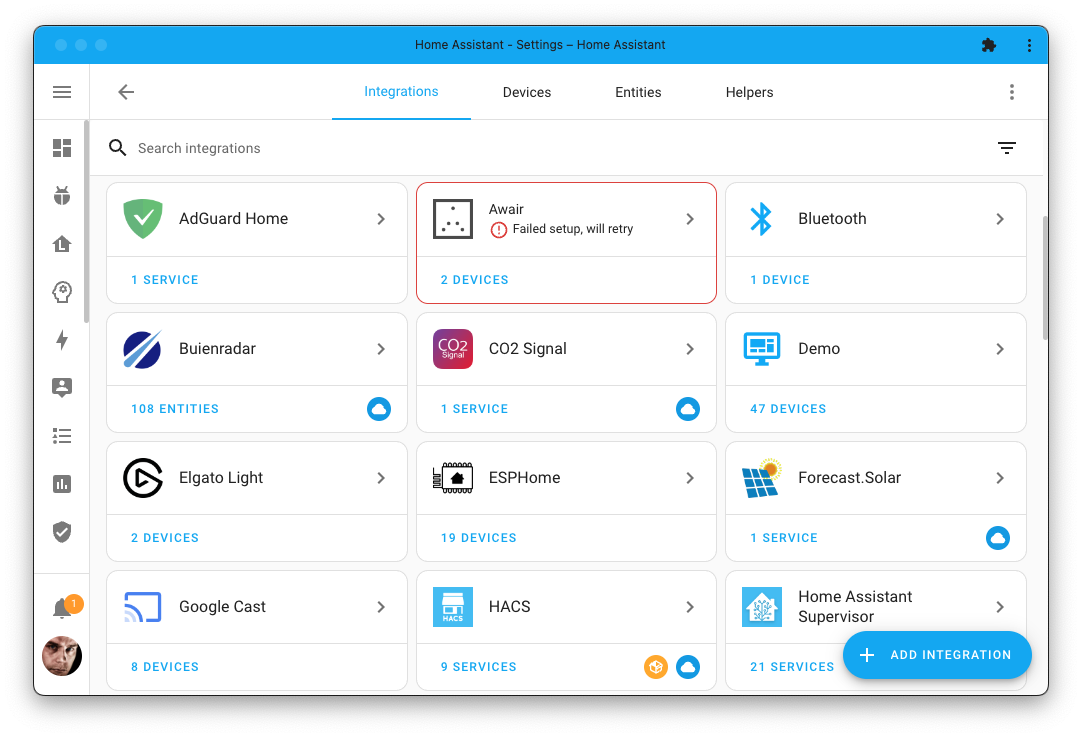 Home Assistant - Settings – Home Assistant
Integrations
Devices
Entities
Helpers
Search integrations
AdGuard Home
1 SERVICE
Awair
Failed setup, will retry
2 DEVICES
Bluetooth
1 DEVICE
Buienradar
108 ENTITIES
CO2
Signal
CO2 Signal
1 SERVICE
Demo
47 DEVICES
Elgato Light
2 DEVICES
ESPHome
19 DEVICES
Forecast.Solar
1 SERVICE
1
Google Cast
8 DEVICES
HACS
HACS
9 SERVICES
Home Assistant
Supervisor
21 SERVICES
ADD INTEGRATION